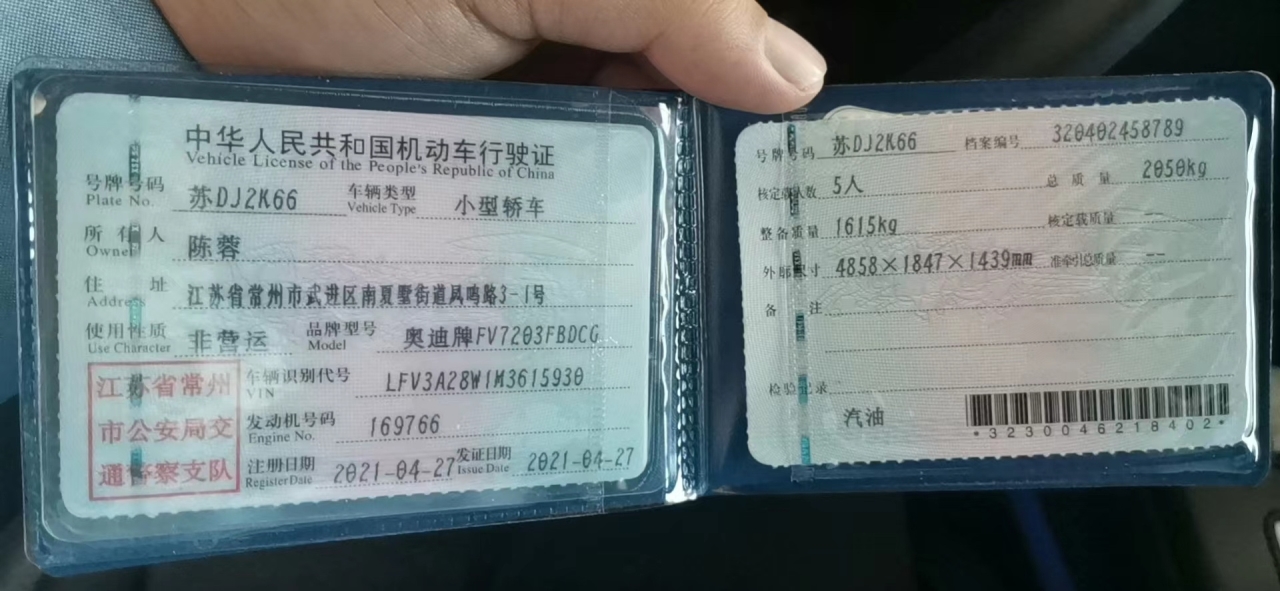 中华人民共和国机动车行驶证
Vehicle License of the People's Republic of China
号牌号码 苏DJ2K66 车辆类型 小型轿车
Plate No. Vehicle Type
所有人 陈蓉
Owner
住址 江苏省常州市武进区南夏墅街道凤鸣路3-1号
Address
使用性质 非营运 品牌型号 奥迪牌FV7203FBDCG
Use Character Model
江苏省常州
市公安局交
通警察支队
车辆识别代号 LFV3A28W1M3615930
VIN
发动机号码 169766
Engine No.
注册日期 2021-04-27 发证日期 2021-04-27
Register Date Issue Date
号牌号码 苏DJ2K66 档案编号 320402458789
核定载人数 5人 总质量 2050kg
整备质量 1615kg 核定载质量 --
外廓尺寸 4858×1847×1439mm 准牵引总质量 --
备注
检验记录
汽油
*3230046218402*